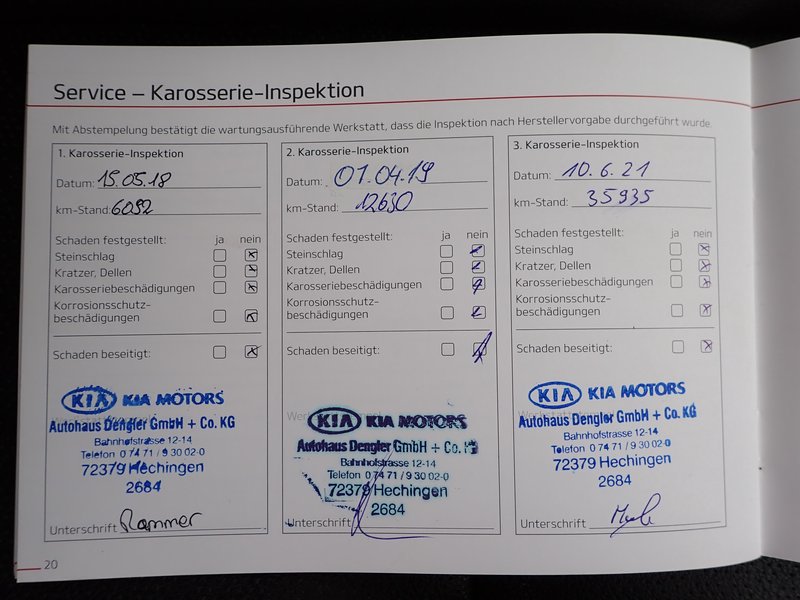 Service – Karosserie-Inspektion
Mit Abstempelung bestätigt die wartungsausführende Werkstatt, dass die Inspektion nach Herstellervorgabe durchgeführt wurde.
1. Karosserie-Inspektion
Datum: 15.05.18
km-Stand: 6092
Schaden festgestellt: ja nein
Steinschlag
Kratzer, Dellen
Karosseriebeschädigungen
Korrosionsschutz-
beschädigungen
Schaden beseitigt:
KIA KIA MOTORS
Autohaus Dengler GmbH + Co. KG
Bahnhofstrasse 12-14
Telefon 0 74 71 / 9 30 02-0
72379 Hechingen
2684
Unterschrift Rammer
2. Karosserie-Inspektion
Datum: 01.04.19
km-Stand: 12630
Schaden festgestellt: ja nein
Steinschlag
Kratzer, Dellen
Karosseriebeschädigungen
Korrosionsschutz-
beschädigungen
Schaden beseitigt:
KIA KIA MOTORS
Autohaus Dengler GmbH + Co. KG
Bahnhofstrasse 12-14
Telefon 0 74 71 / 9 30 02-0
72379 Hechingen
2684
Unterschrift
3. Karosserie-Inspektion
Datum: 10.6.21
km-Stand: 35935
Schaden festgestellt: ja nein
Steinschlag
Kratzer, Dellen
Karosseriebeschädigungen
Korrosionsschutz-
beschädigungen
Schaden beseitigt:
KIA KIA MOTORS
Autohaus Dengler GmbH + Co. KG
Bahnhofstrasse 12-14
Telefon 0 74 71 / 9 30 02-0
72379 Hechingen
2684
Unterschrift
20